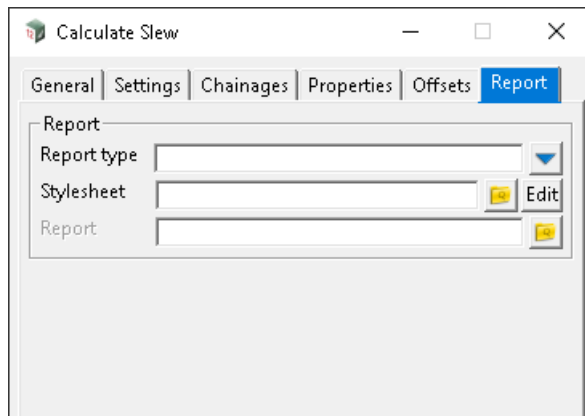 Calculate Slew
General Settings Chainages Properties Offsets Report
Report
Report type
Stylesheet Edit
Report